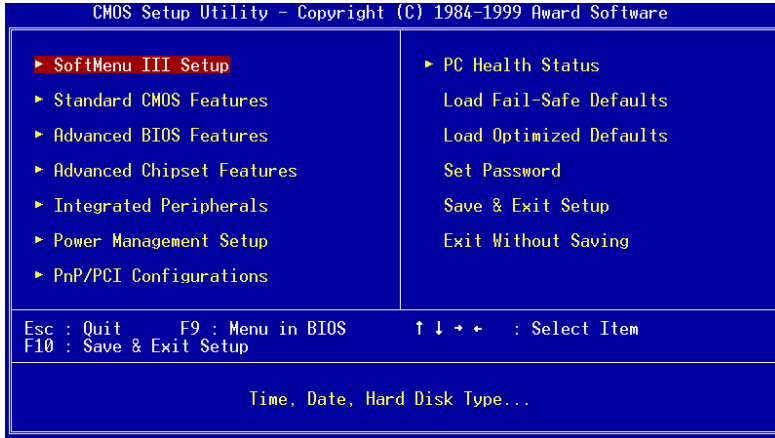 CMOS Setup Utility - Copyright (C) 1984-1999 Award Software
▶ SoftMenu III Setup
▶ Standard CMOS Features
▶ Advanced BIOS Features
▶ Advanced Chipset Features
▶ Integrated Peripherals
▶ Power Management Setup
▶ PnP/PCI Configurations
▶ PC Health Status
Load Fail-Safe Defaults
Load Optimized Defaults
Set Password
Save & Exit Setup
Exit Without Saving
Esc : Quit F9 : Menu in BIOS ↑ ↓ → ← : Select Item
F10 : Save & Exit Setup
Time, Date, Hard Disk Type...